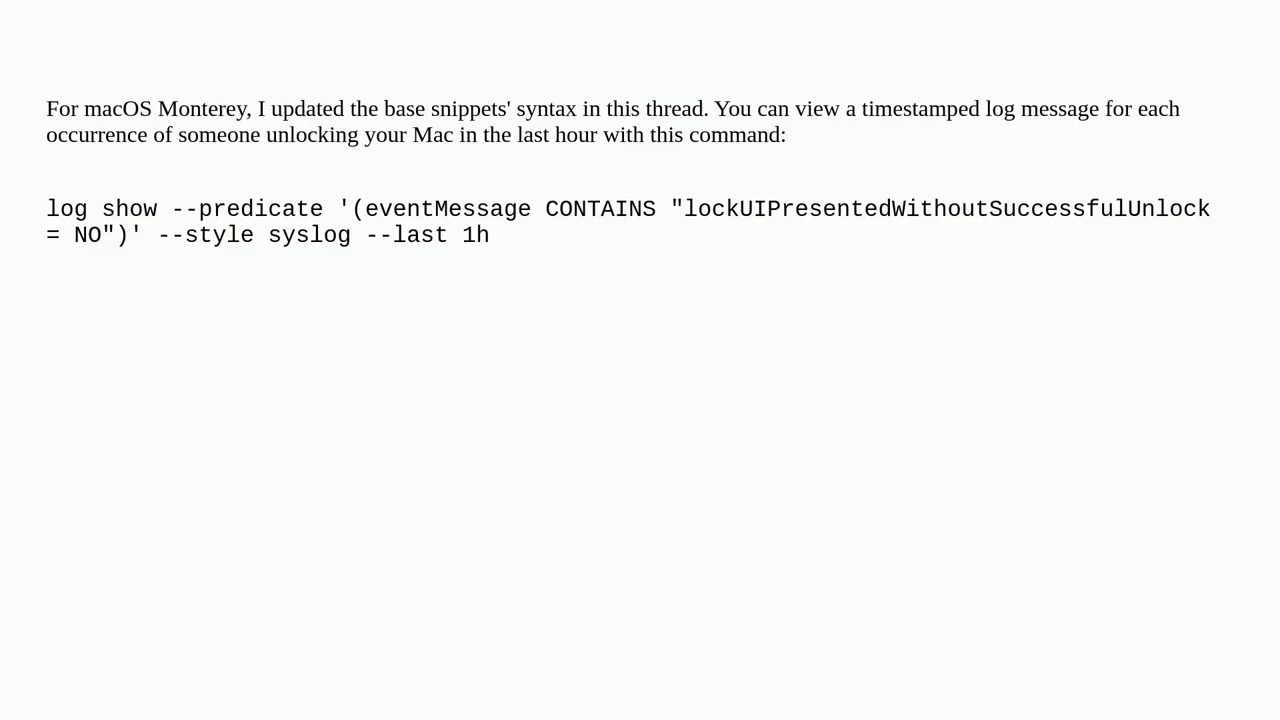 For macOS Monterey, I updated the base snippets' syntax in this thread. You can view a timestamped log message for each
occurrence of someone unlocking your Mac in the last hour with this command:
log show --predicate '(eventMessage CONTAINS "lockUIPresentedWithoutSuccessfulUnlock
= NO")' --style syslog --last 1h